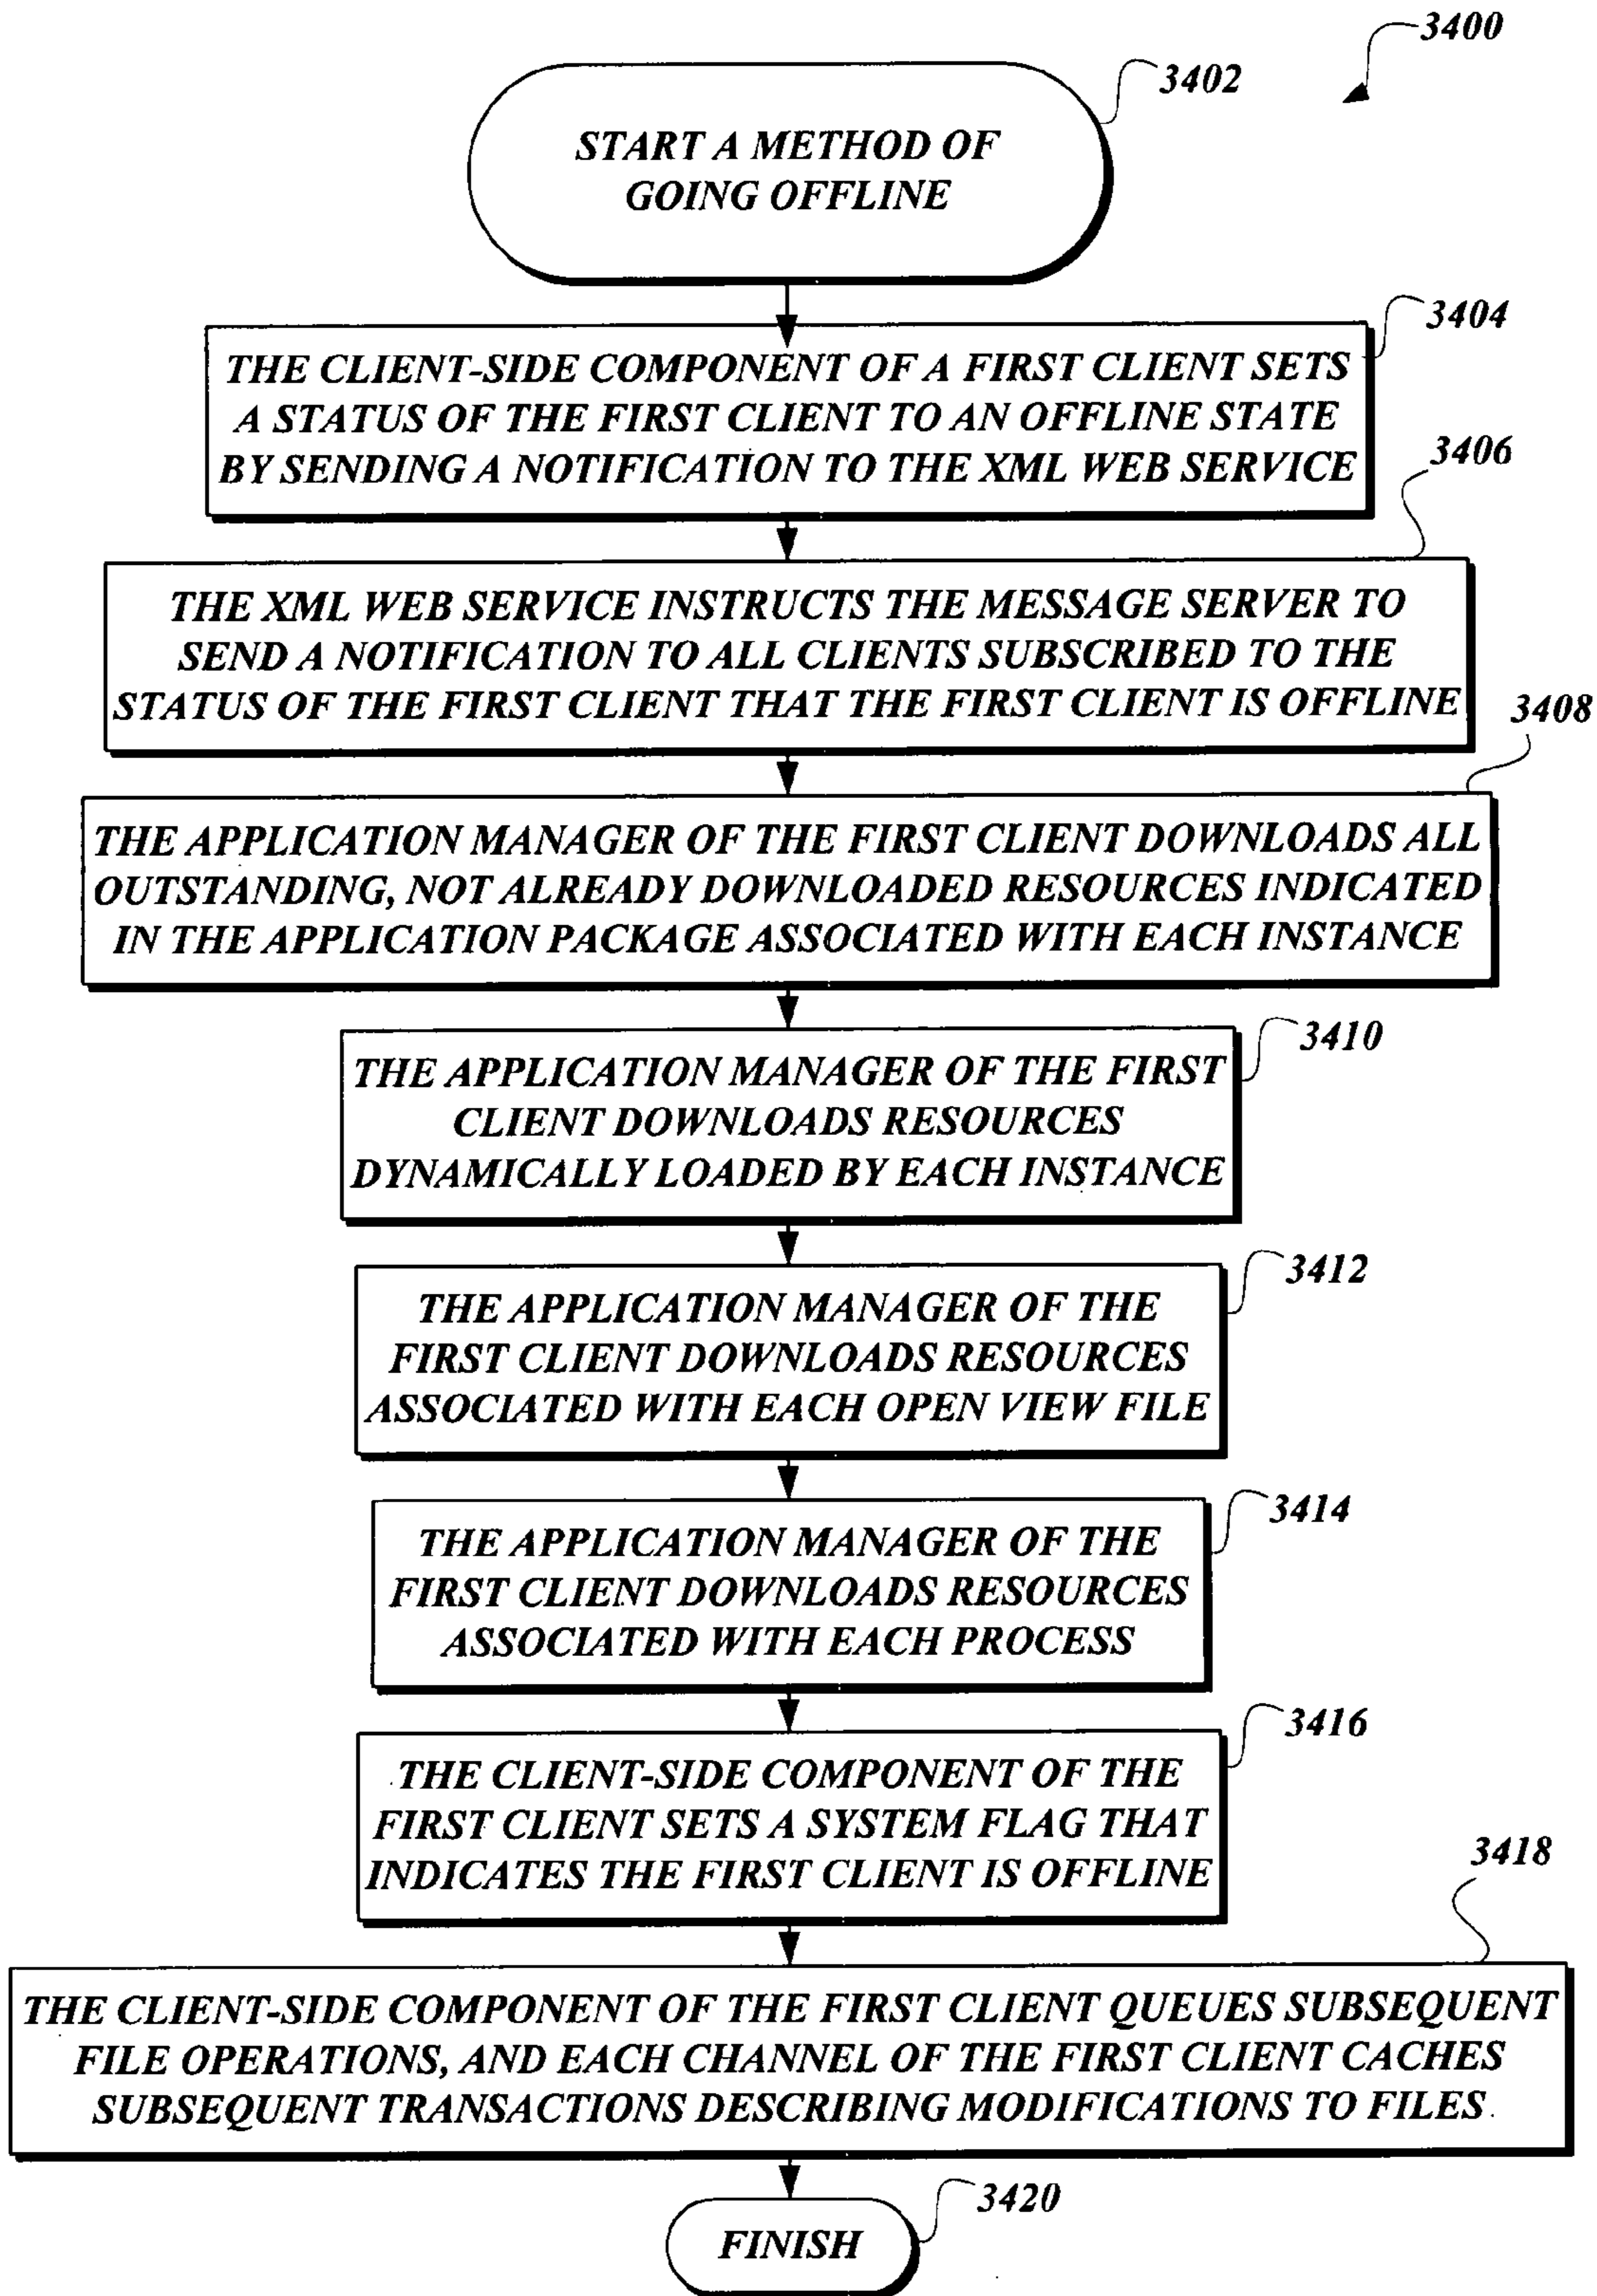 3400
3402
START A METHOD OF
GOING OFFLINE
3404
THE CLIENT-SIDE COMPONENT OF A FIRST CLIENT SETS
A STATUS OF THE FIRST CLIENT TO AN OFFLINE STATE
BY SENDING A NOTIFICATION TO THE XML WEB SERVICE
3406
THE XML WEB SERVICE INSTRUCTS THE MESSAGE SERVER TO
SEND A NOTIFICATION TO ALL CLIENTS SUBSCRIBED TO THE
STATUS OF THE FIRST CLIENT THAT THE FIRST CLIENT IS OFFLINE
3408
THE APPLICATION MANAGER OF THE FIRST CLIENT DOWNLOADS ALL
OUTSTANDING, NOT ALREADY DOWNLOADED RESOURCES INDICATED
IN THE APPLICATION PACKAGE ASSOCIATED WITH EACH INSTANCE
3410
THE APPLICATION MANAGER OF THE FIRST
CLIENT DOWNLOADS RESOURCES
DYNAMICALLY LOADED BY EACH INSTANCE
3412
THE APPLICATION MANAGER OF THE
FIRST CLIENT DOWNLOADS RESOURCES
ASSOCIATED WITH EACH OPEN VIEW FILE
3414
THE APPLICATION MANAGER OF THE
FIRST CLIENT DOWNLOADS RESOURCES
ASSOCIATED WITH EACH PROCESS
3416
THE CLIENT-SIDE COMPONENT OF THE
FIRST CLIENT SETS A SYSTEM FLAG THAT
INDICATES THE FIRST CLIENT IS OFFLINE
3418
THE CLIENT-SIDE COMPONENT OF THE FIRST CLIENT QUEUES SUBSEQUENT
FILE OPERATIONS, AND EACH CHANNEL OF THE FIRST CLIENT CACHES
SUBSEQUENT TRANSACTIONS DESCRIBING MODIFICATIONS TO FILES.
3420
FINISH